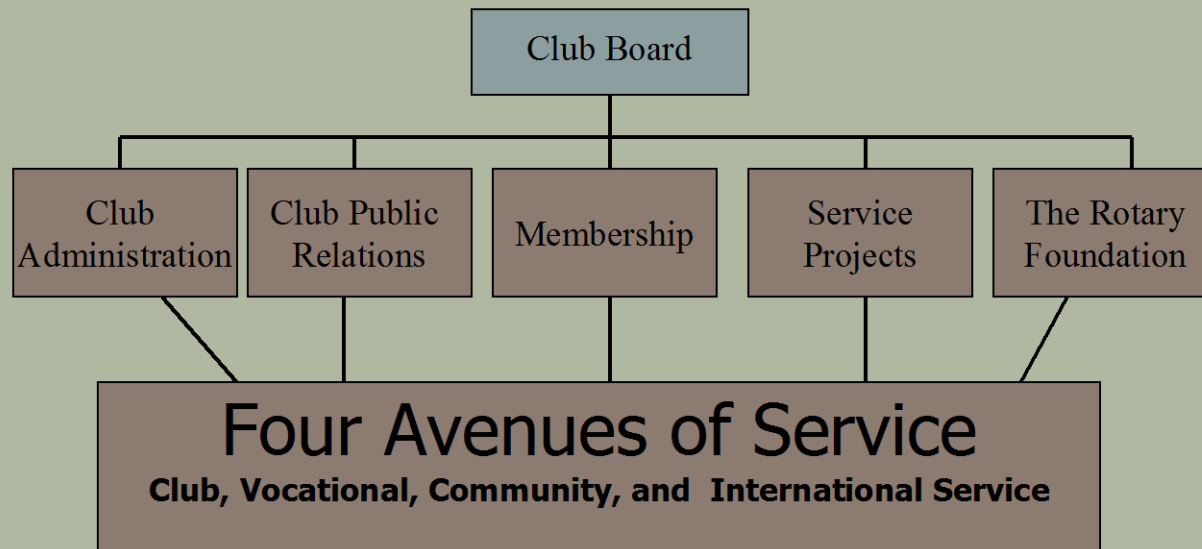 Club Board
Club
Administration
Club Public
Relations
Membership
Service
Projects
The Rotary
Foundation
Four Avenues of Service
Club, Vocational, Community, and International Service